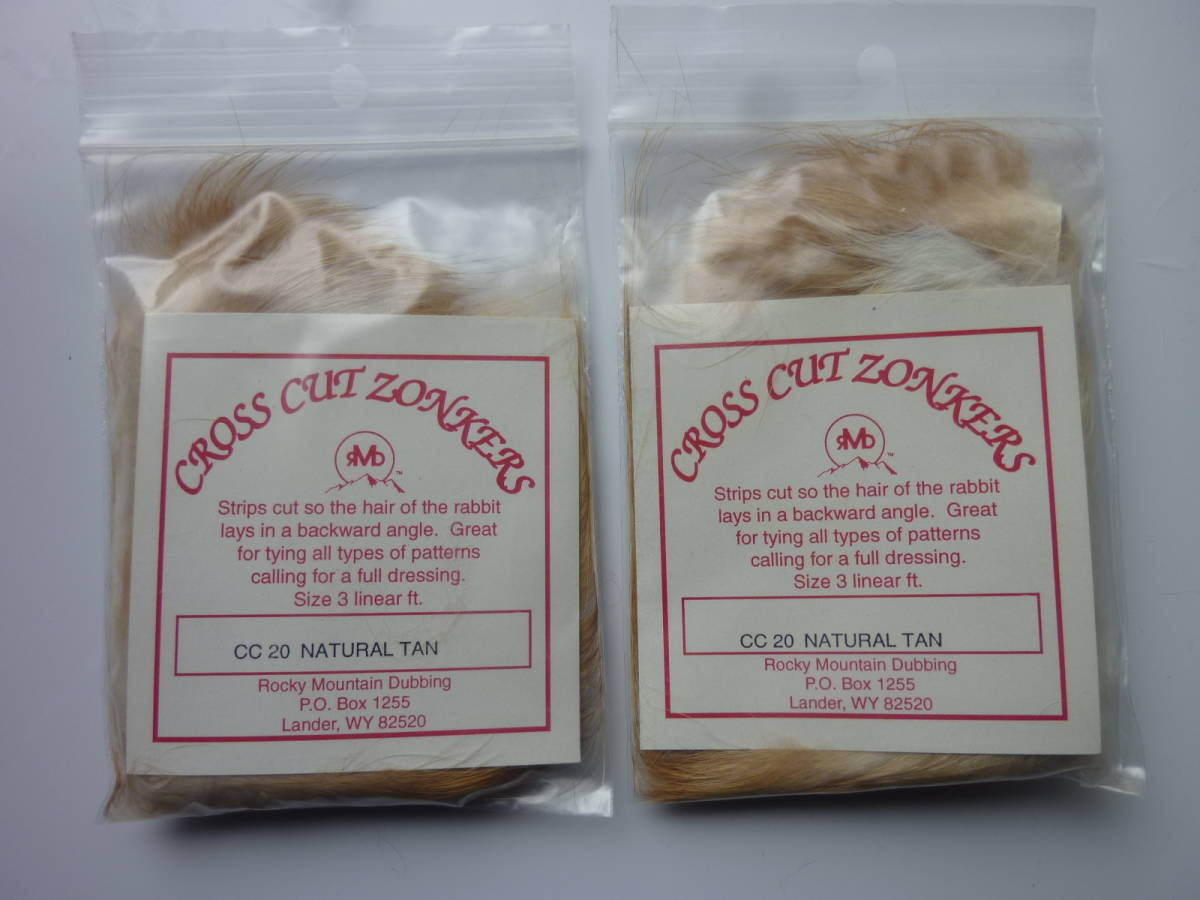 CROSS CUT ZONKERS
RMD
TM
Strips cut so the hair of the rabbit
lays in a backward angle. Great
for tying all types of patterns
calling for a full dressing.
Size 3 linear ft.
CC 20 NATURAL TAN
Rocky Mountain Dubbing
P.O. Box 1255
Lander, WY 82520
CROSS CUT ZONKERS
RMD
TM
Strips cut so the hair of the rabbit
lays in a backward angle. Great
for tying all types of patterns
calling for a full dressing.
Size 3 linear ft.
CC 20 NATURAL TAN
Rocky Mountain Dubbing
P.O. Box 1255
Lander, WY 82520